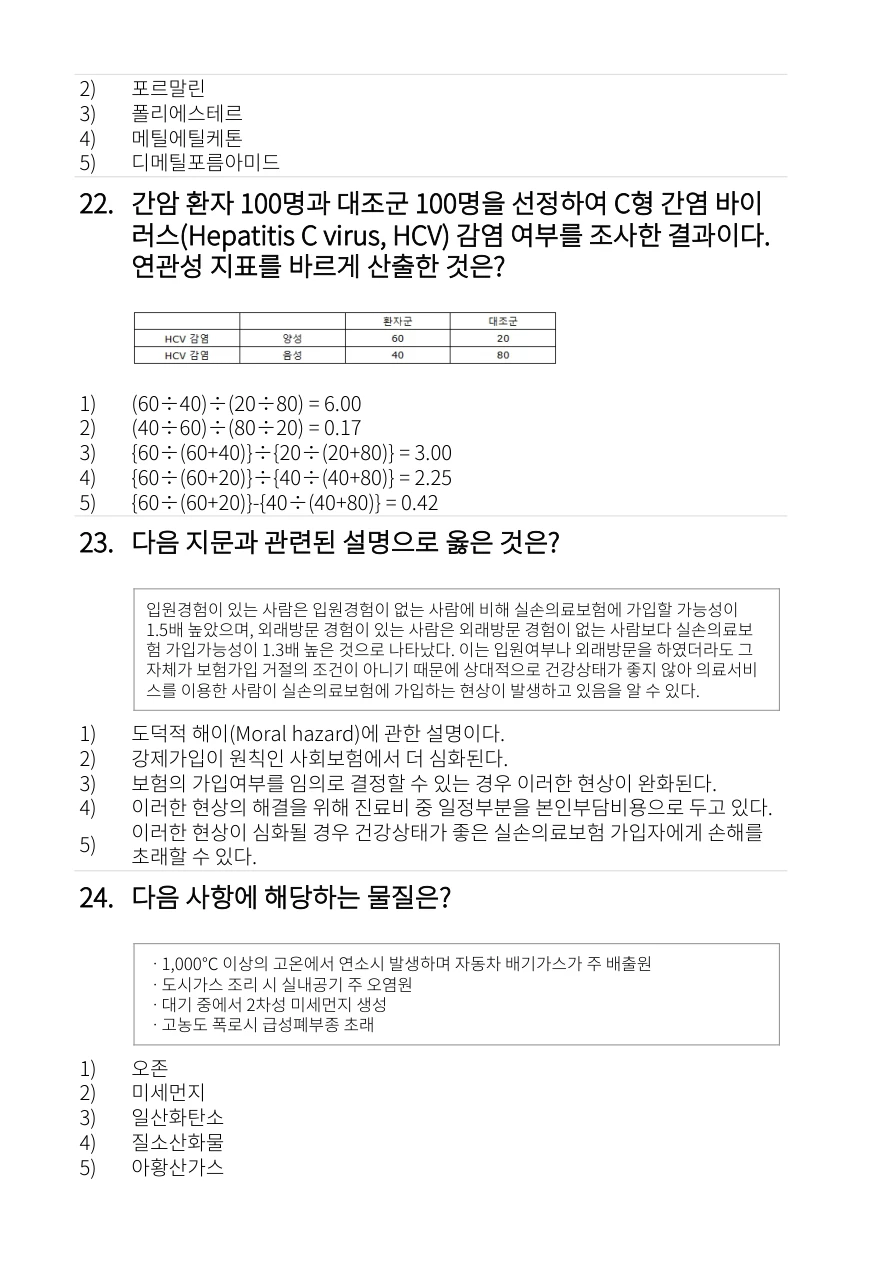 2) 포르말린
3) 폴리에스테르
4) 메틸에틸케톤
5) 디메틸포름아미드
22. 간암 환자 100명과 대조군 100명을 선정하여 C형 간염 바이
러스(Hepatitis C virus, HCV) 감염 여부를 조사한 결과이다.
연관성 지표를 바르게 산출한 것은?
환자군 대조군
HCV 감염 양성 60 20
HCV 감염 음성 40 80
1) (60÷40)÷(20÷80) = 6.00
2) (40÷60)÷(80÷20) = 0.17
3) {60÷(60+40)}÷{20÷(20+80)} = 3.00
4) {60÷(60+20)}÷{40÷(40+80)} = 2.25
5) {60÷(60+20)}-{40÷(40+80)} = 0.42
23. 다음 지문과 관련된 설명으로 옳은 것은?
입원경험이 있는 사람은 입원경험이 없는 사람에 비해 실손의료보험에 가입할 가능성이
1.5배 높았으며, 외래방문 경험이 있는 사람은 외래방문 경험이 없는 사람보다 실손의료보
험 가입가능성이 1.3배 높은 것으로 나타났다. 이는 입원여부나 외래방문을 하였더라도 그
자체가 보험가입 거절의 조건이 아니기 때문에 상대적으로 건강상태가 좋지 않아 의료서비
스를 이용한 사람이 실손의료보험에 가입하는 현상이 발생하고 있음을 알 수 있다.
1) 도덕적 해이(Moral hazard)에 관한 설명이다.
2) 강제가입이 원칙인 사회보험에서 더 심화된다.
3) 보험의 가입여부를 임의로 결정할 수 있는 경우 이러한 현상이 완화된다.
4) 이러한 현상의 해결을 위해 진료비 중 일정부분을 본인부담비용으로 두고 있다.
5) 이러한 현상이 심화될 경우 건강상태가 좋은 실손의료보험 가입자에게 손해를
초래할 수 있다.
24. 다음 사항에 해당하는 물질은?
· 1,000℃ 이상의 고온에서 연소시 발생하며 자동차 배기가스가 주 배출원
· 도시가스 조리 시 실내공기 주 오염원
· 대기 중에서 2차성 미세먼지 생성
· 고농도 폭로시 급성폐부종 초래
1) 오존
2) 미세먼지
3) 일산화탄소
4) 질소산화물
5) 아황산가스